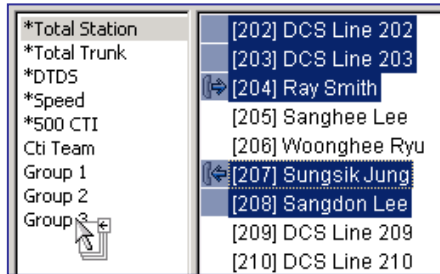 *Total Station
*Total Trunk
*DTDS
*Speed
*500 CTI
Cti Team
Group 1
Group 2
Group 3
[202] DCS Line 202
[203] DCS Line 203
[204] Ray Smith
[205] Sanghee Lee
[206] Woonghee Ryu
[207] Sungsik Jung
[208] Sangdon Lee
[209] DCS Line 209
[210] DCS Line 210